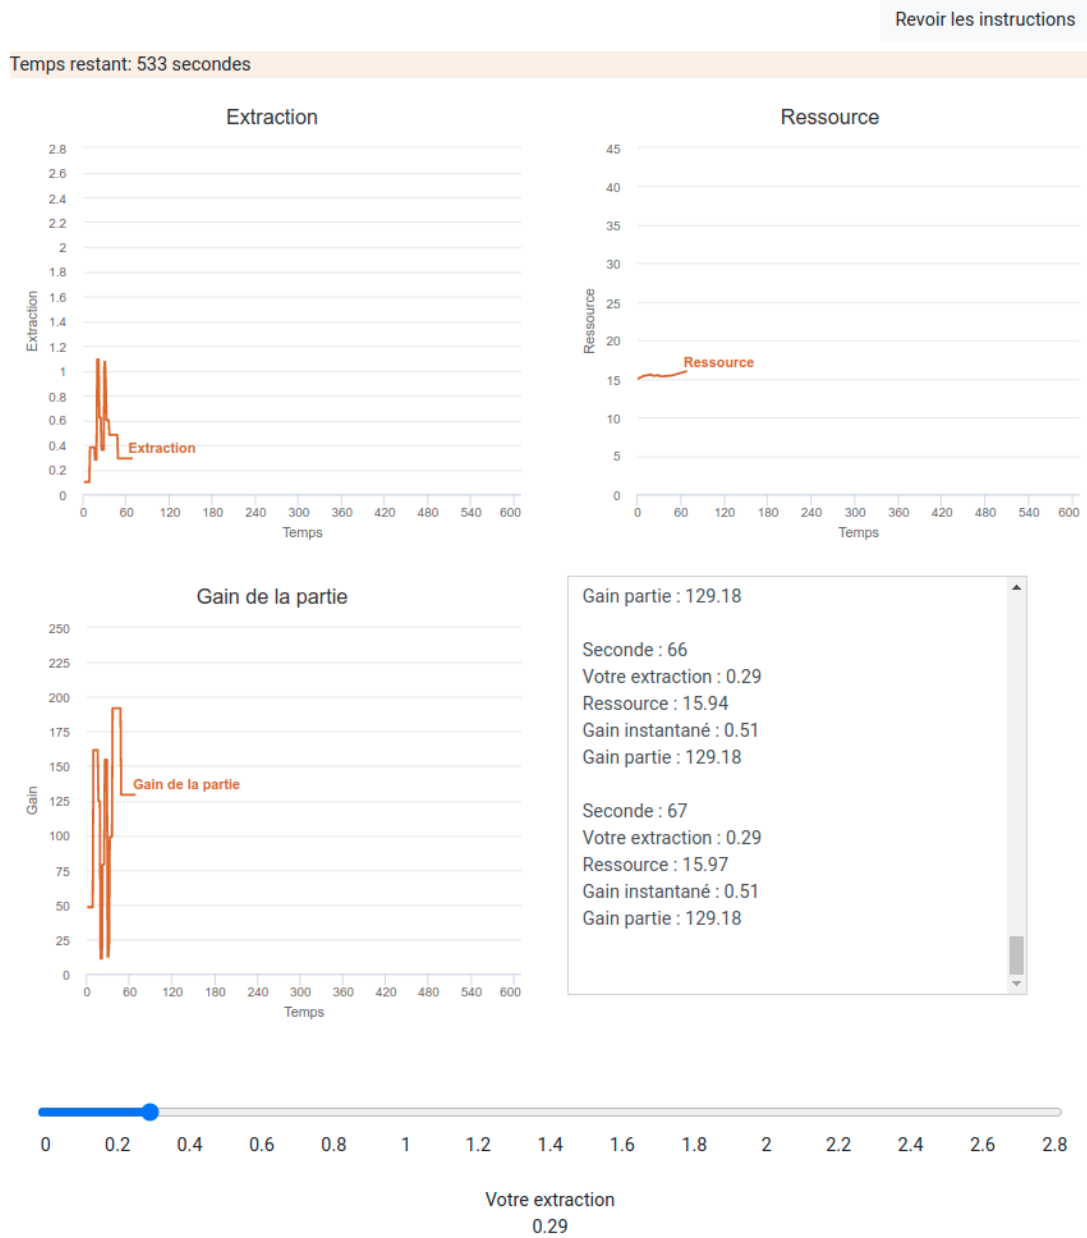 Revoir les instructions
Temps restant: 533 secondes
Extraction
2.8
2.6
2.4
2.2
2
1.8
1.6
1.4
1.2
1
0.8
0.6
0.4
0.2
0
Extraction
Extraction
0 60 120 180 240 300 360 420 480 540 600
Temps
Ressource
45
40
35
30
25
20
15
10
5
0
Ressource
Ressource
0 60 120 180 240 300 360 420 480 540 600
Temps
Gain de la partie
250
225
200
175
150
125
100
75
50
25
0
Gain
Gain de la partie
0 60 120 180 240 300 360 420 480 540 600
Temps
Gain partie : 129.18
Seconde : 66
Votre extraction : 0.29
Ressource : 15.94
Gain instantané : 0.51
Gain partie : 129.18
Seconde : 67
Votre extraction : 0.29
Ressource : 15.97
Gain instantané : 0.51
Gain partie : 129.18
0 0.2 0.4 0.6 0.8 1 1.2 1.4 1.6 1.8 2 2.2 2.4 2.6 2.8
Votre extraction
0.29